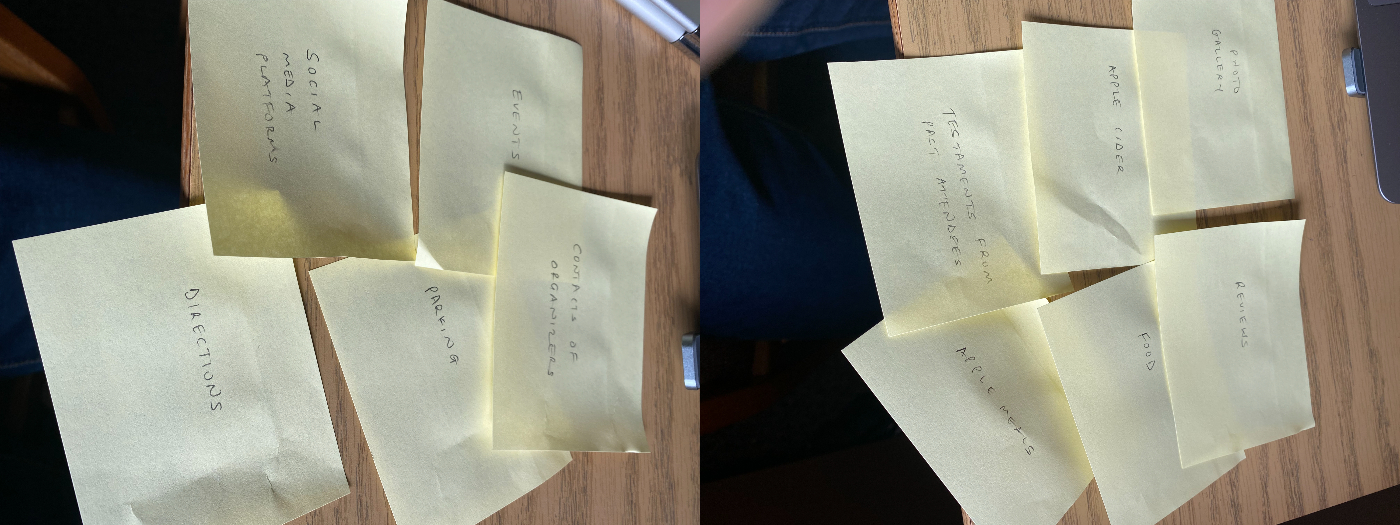 SOCIAL
MEDIA
PLATFORMS
EVENTS
CONTACTS OF
ORGANIZERS
PARKING
DIRECTIONS
PHOTO
GALLERY
APPLE CIDER
TESTAMENTS FROM
PAST ATTENDEES
REVIEWS
FOOD
APPLE MEALS